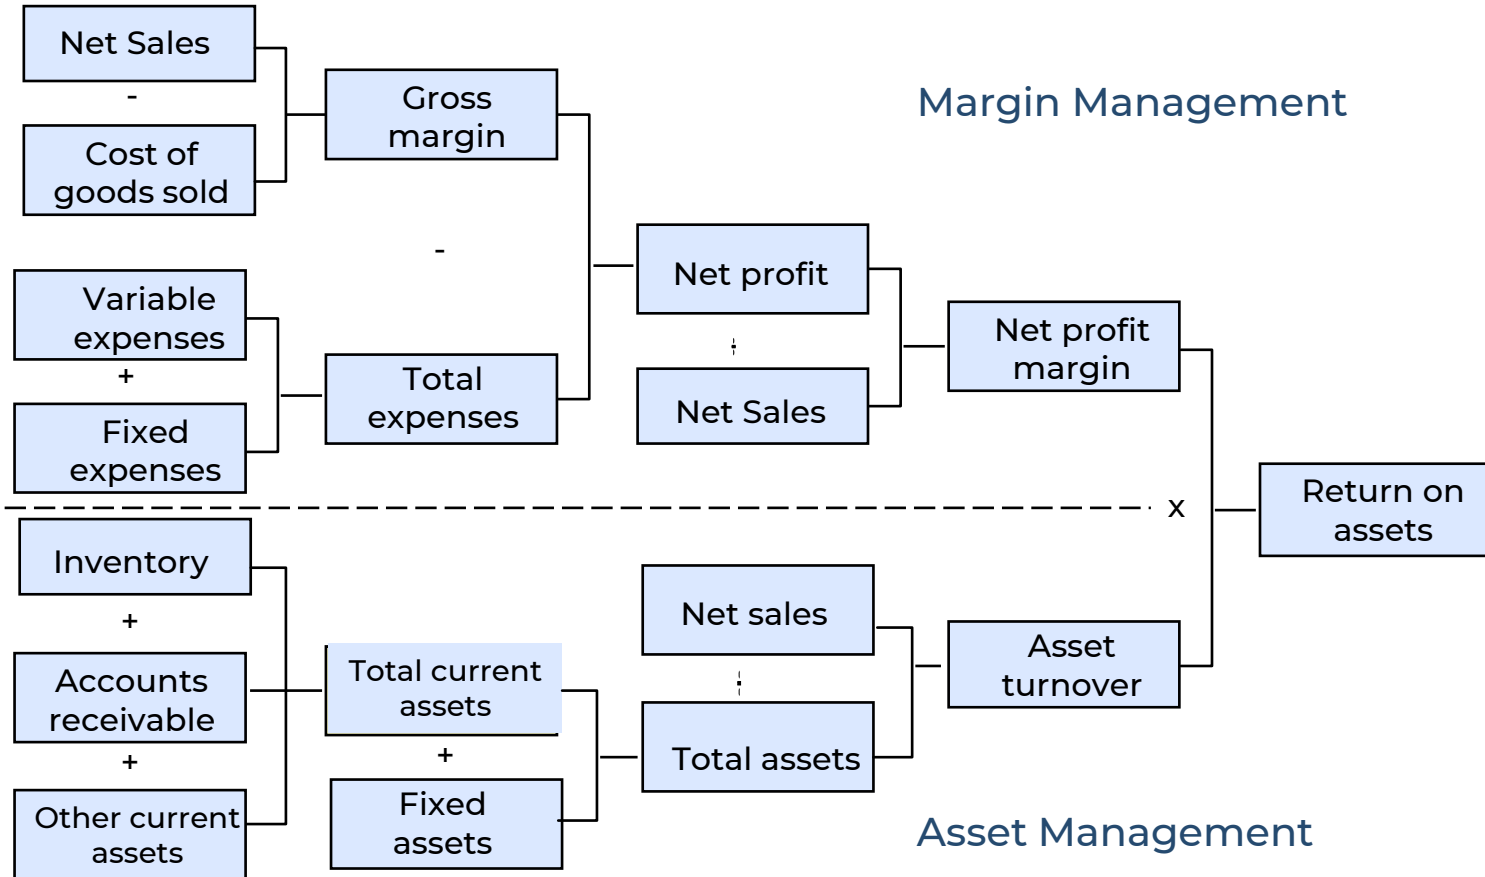 Net Sales
-
Cost of
goods sold
Gross
margin
Margin Management
-
Variable
expenses
+
Fixed
expenses
Total
expenses
Net profit
÷
Net Sales
Net profit
margin
x
Return on
assets
Inventory
+
Accounts
receivable
+
Other current
assets
Total current
assets
+
Fixed
assets
Net sales
÷
Total assets
Asset
turnover
Asset Management